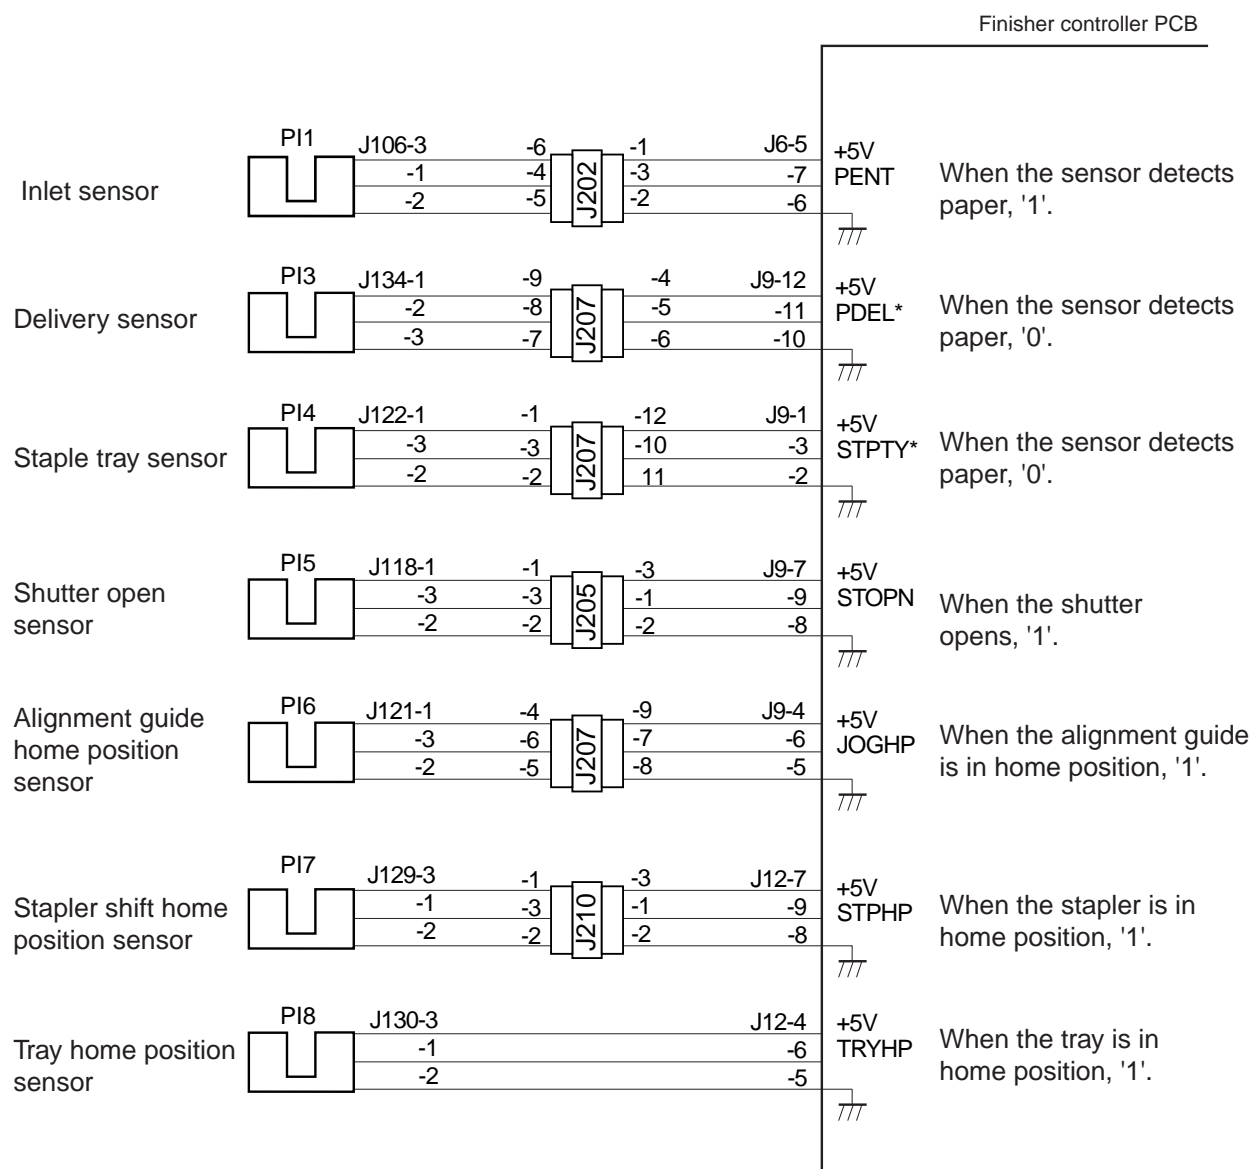 Finisher controller PCB
PI1
J106-3 -6 -1 J6-5 +5V
Inlet sensor
-1 -4 J202 -3 -7 PENT
-2 -5 -2 -6
When the sensor detects
paper, '1'.
PI3
J134-1 -9 -4 J9-12 +5V
Delivery sensor
-2 -8 J207 -5 -11 PDEL*
-3 -7 -6 -10
When the sensor detects
paper, '0'.
PI4
J122-1 -1 -12 J9-1 +5V
Staple tray sensor
-3 -3 J207 -10 -3 STPTY*
-2 -2 11 -2
When the sensor detects
paper, '0'.
PI5
J118-1 -1 -3 J9-7 +5V
Shutter open
sensor
-3 -3 J205 -1 -9 STOPN
-2 -2 -2 -8
When the shutter
opens, '1'.
PI6
J121-1 -4 -9 J9-4 +5V
Alignment guide
home position
sensor
-3 -6 J207 -7 -6 JOGHP
-2 -5 -8 -5
When the alignment guide
is in home position, '1'.
PI7
J129-3 -1 -3 J12-7 +5V
Stapler shift home
position sensor
-1 -3 J210 -1 -9 STPHP
-2 -2 -2 -8
When the stapler is in
home position, '1'.
PI8
J130-3 J12-4 +5V
Tray home position
sensor
-1 -6 TRYHP
-2 -5
When the tray is in
home position, '1'.